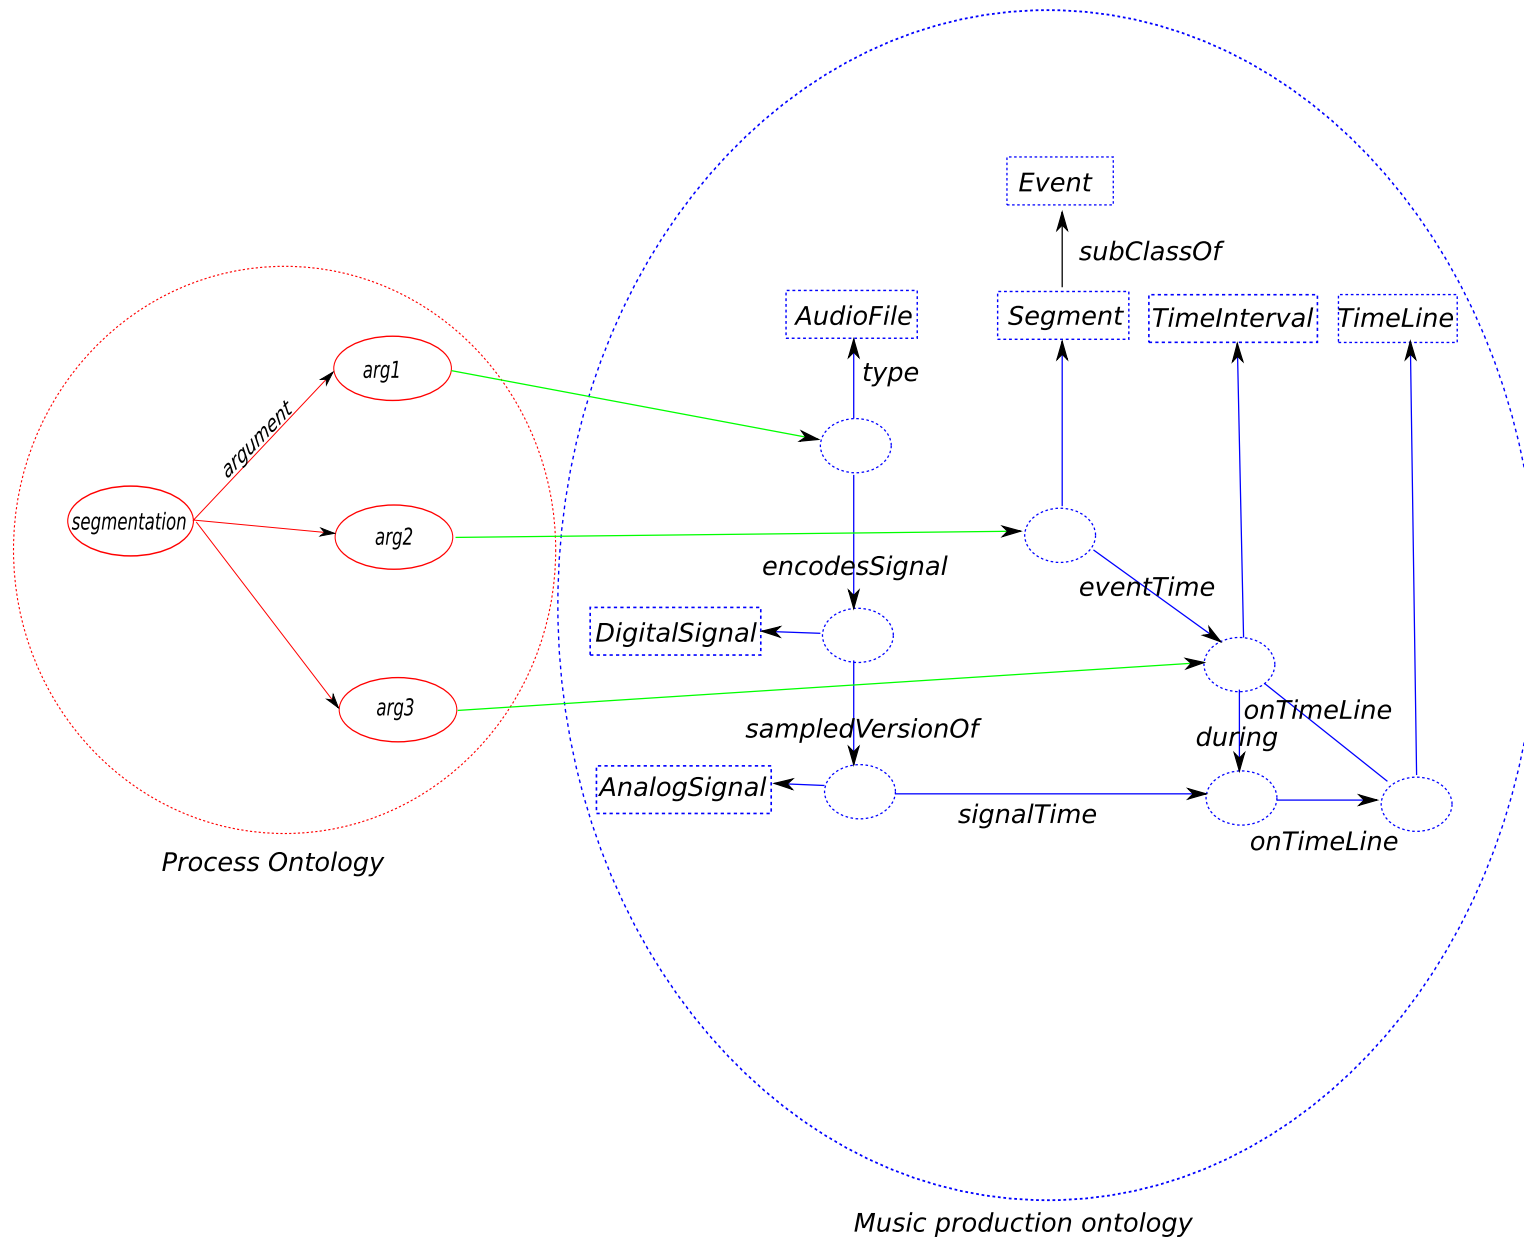 Event
subClassOf
AudioFile
Segment
TimeInterval
TimeLine
type
arg1
argument
segmentation
arg2
encodesSignal
eventTime
DigitalSignal
arg3
onTimeLine
sampledVersionOf
during
AnalogSignal
signalTime
onTimeLine
Process Ontology
Music production ontology